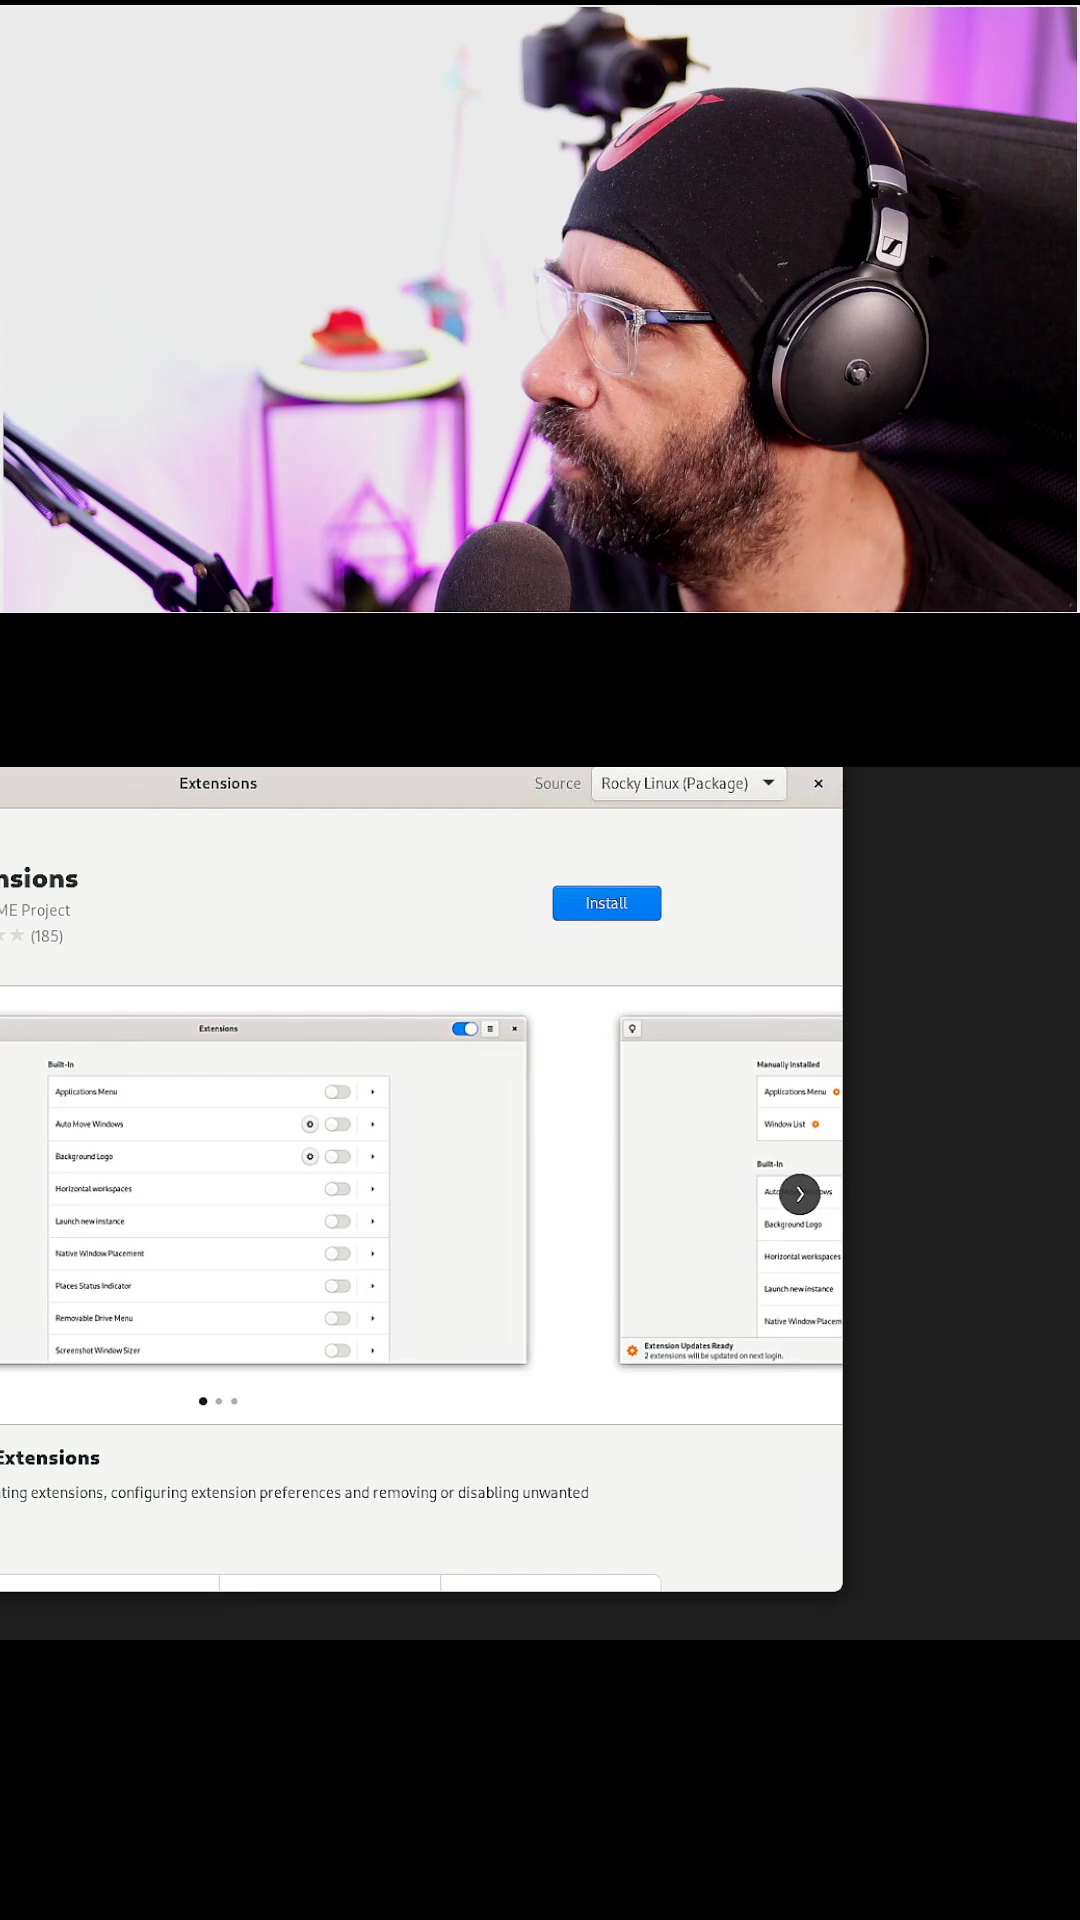 Extensions
Source
Rocky Linux (Package)
nsions
ME Project
(185)
Install
Extensions
Built-In
Applications Menu
Auto Move Windows
Background Logo
Horizontal workspaces
Launch new instance
Native Window Placement
Places Status Indicator
Removable Drive Menu
Screenshot Window Sizer
Manually Installed
Applications Menu
Window List
Built-In
Background Logo
Horizontal workspaces
Launch new instance
Native Window Placem
Extension Updates Ready
2 extensions will be updated on next login.
Extensions
ting extensions, configuring extension preferences and removing or disabling unwanted